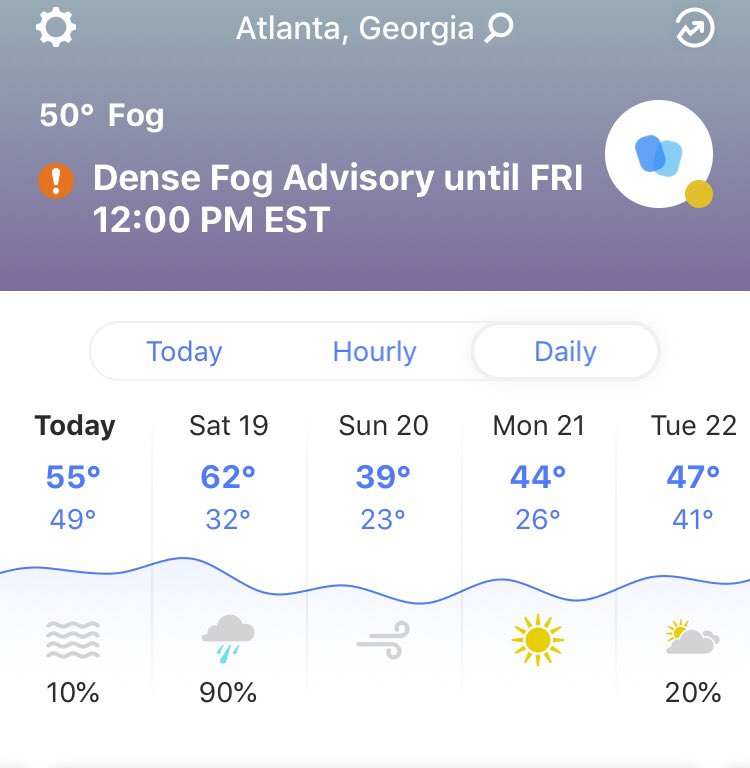 Atlanta, Georgia
50° Fog
Dense Fog Advisory until FRI
12:00 PM EST
Today Hourly Daily
Today Sat 19 Sun 20 Mon 21 Tue 22
55° 62° 39° 44° 47°
49° 32° 23° 26° 41°
10% 90% 20%